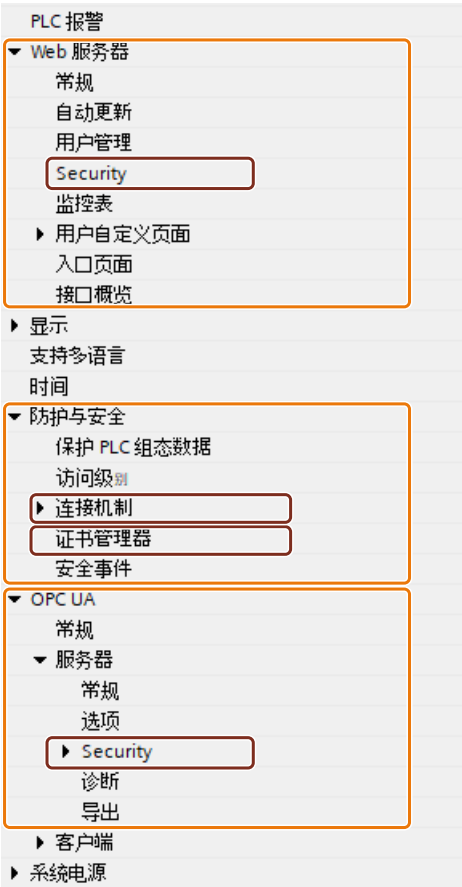 PLC 报警
Web 服务器
常规
自动更新
用户管理
Security
监控表
用户自定义页面
入口页面
接口概览
显示
支持多语言
时间
防护与安全
保护 PLC 组态数据
访问级别
连接机制
证书管理器
安全事件
OPC UA
常规
服务器
常规
选项
Security
诊断
导出
客户端
系统电源